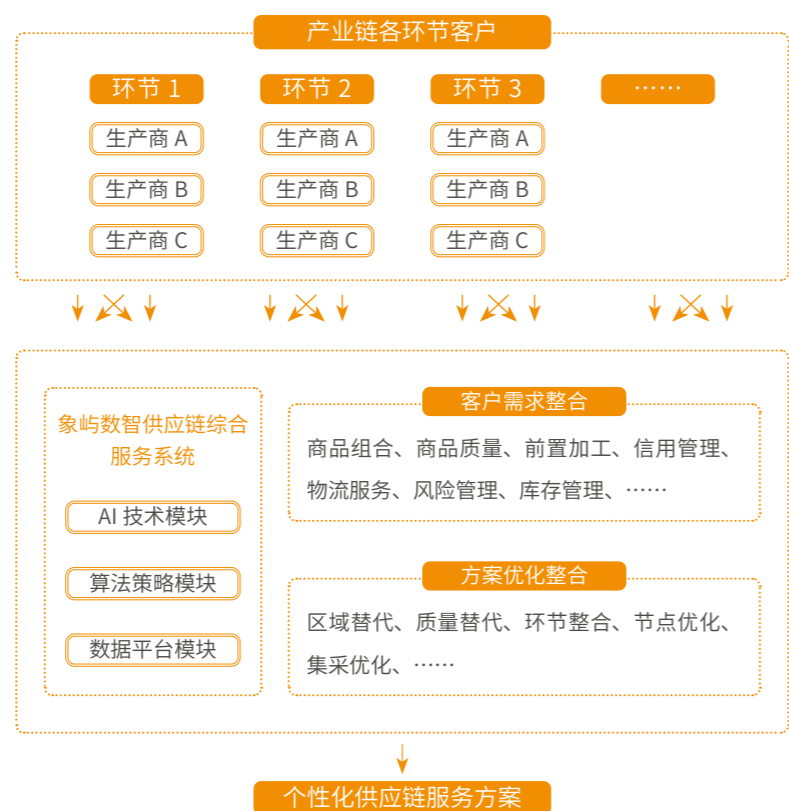 产业链各环节客户
环节 1
环节 2
环节 3
……
生产商 A
生产商 A
生产商 A
生产商 B
生产商 B
生产商 B
生产商 C
生产商 C
生产商 C
象屿数智供应链综合
服务系统
AI 技术模块
算法策略模块
数据平台模块
客户需求整合
商品组合、商品质量、前置加工、信用管理、
物流服务、风险管理、库存管理、……
方案优化整合
区域替代、质量替代、环节整合、节点优化、
集采优化、……
个性化供应链服务方案